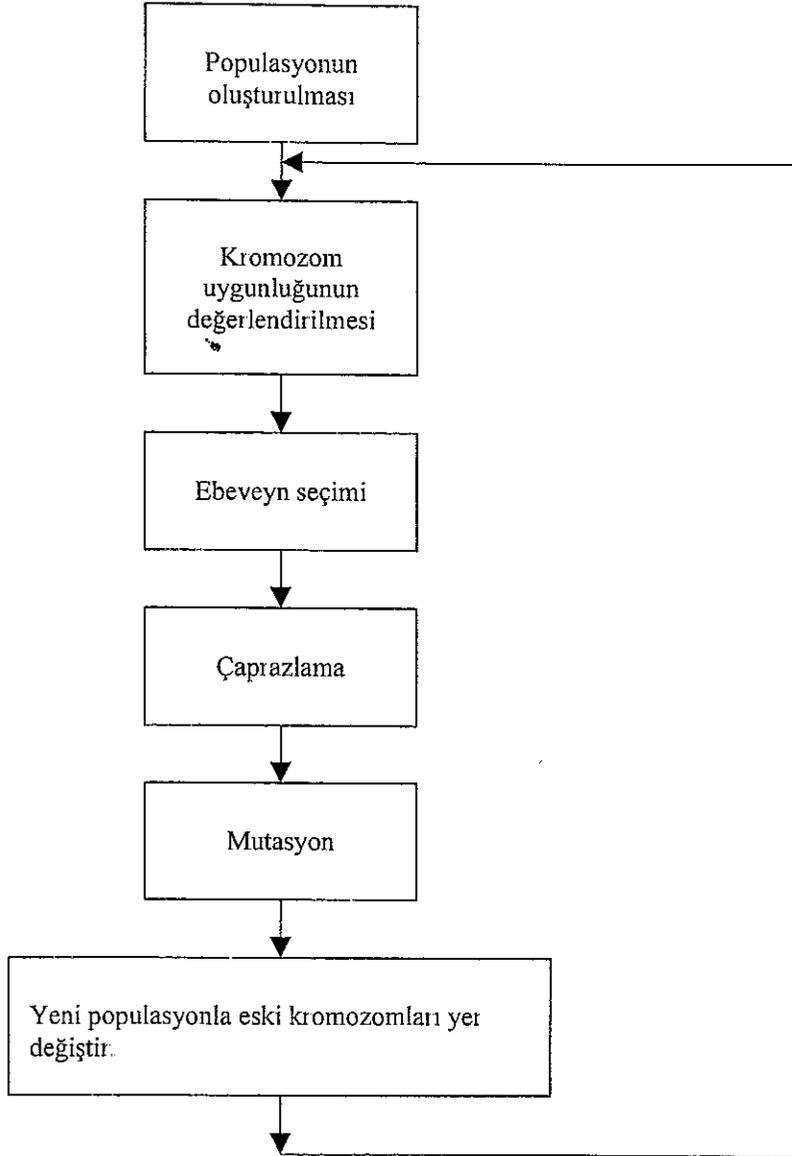 Populasyonun
oluşturulması
Kromozom
uygunluğunun
değerlendirilmesi
Ebeveyn seçimi
Çaprazlama
Mutasyon
Yeni populasyonla eski kromozomları yer
değiştir.